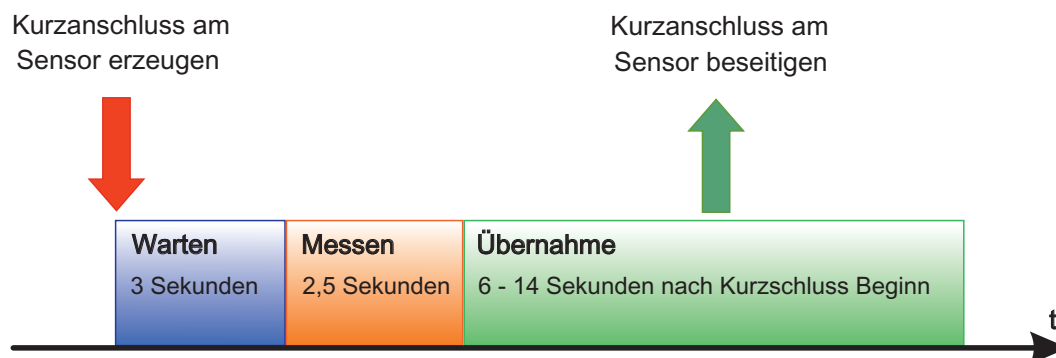 Kurzanschluss am
Sensor erzeugen
Kurzanschluss am
Sensor beseitigen
Warten
3 Sekunden
Messen
2,5 Sekunden
Übernahme
6 - 14 Sekunden nach Kurzschluss Beginn
t